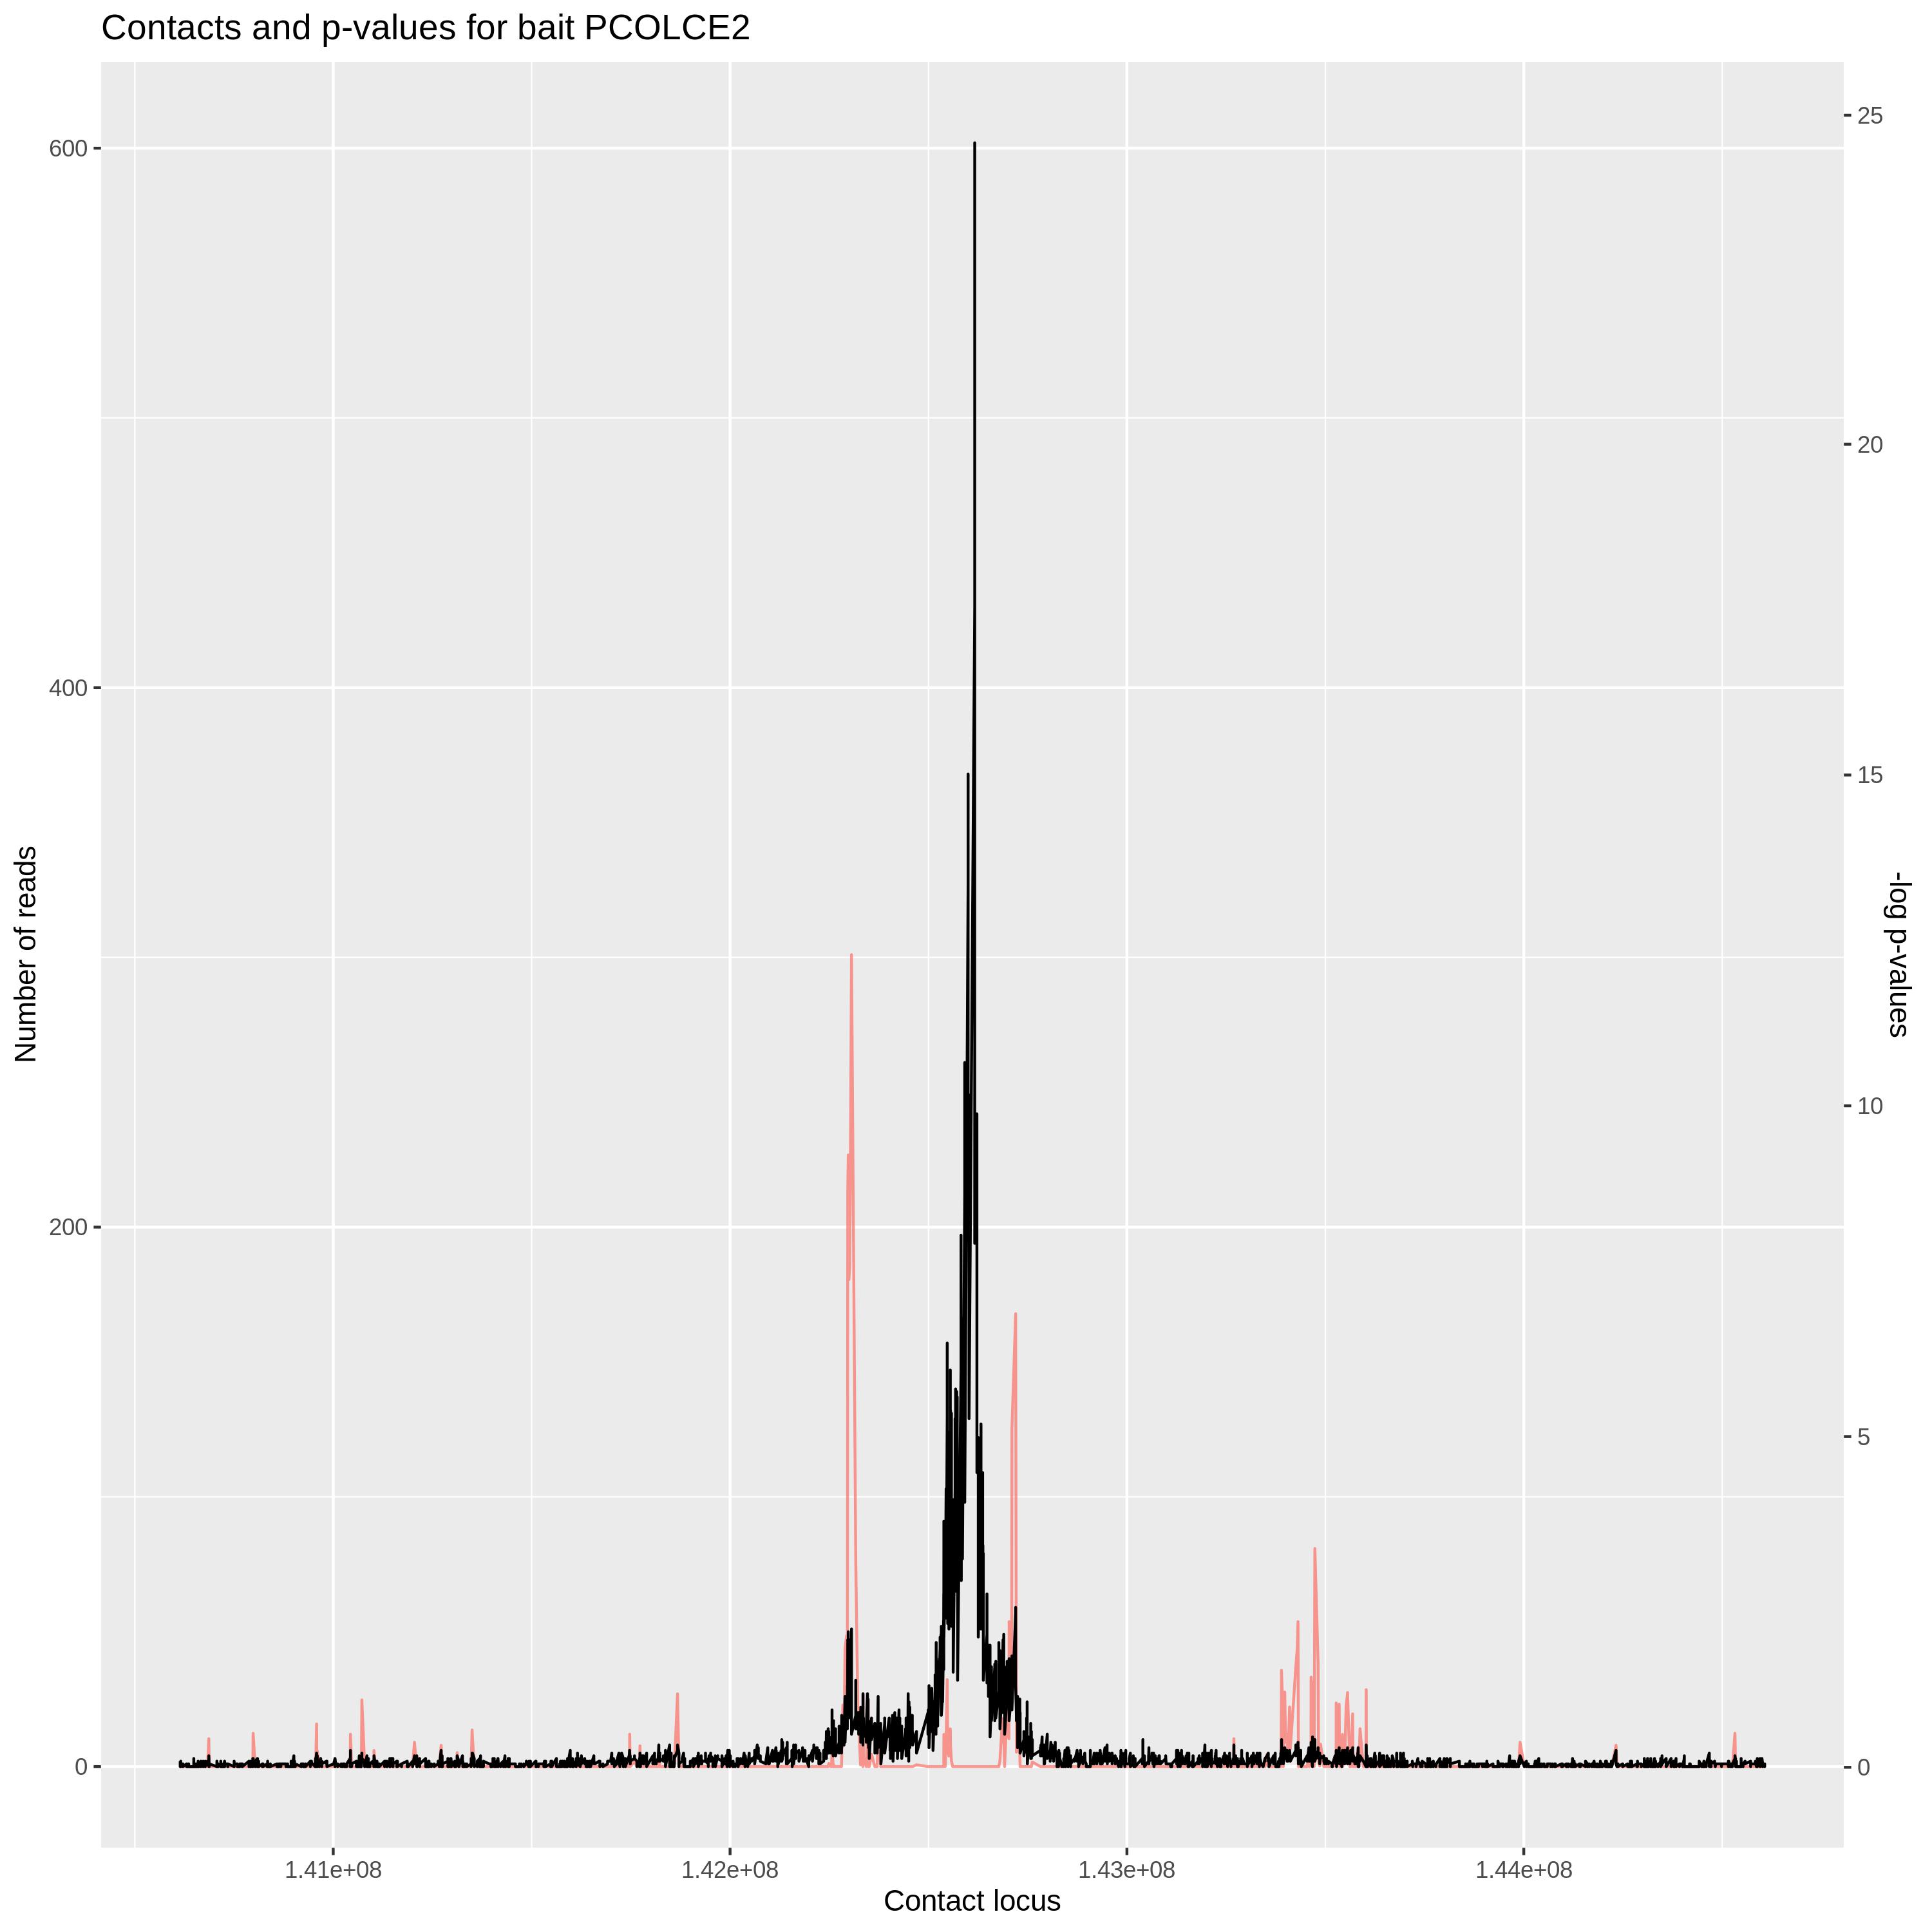 Contacts and p-values for bait PCOLCE2
600
400
200
0
Number of reads
25
20
15
10
5
0
-log p-values
1.41e+08 1.42e+08 1.43e+08 1.44e+08
Contact locus